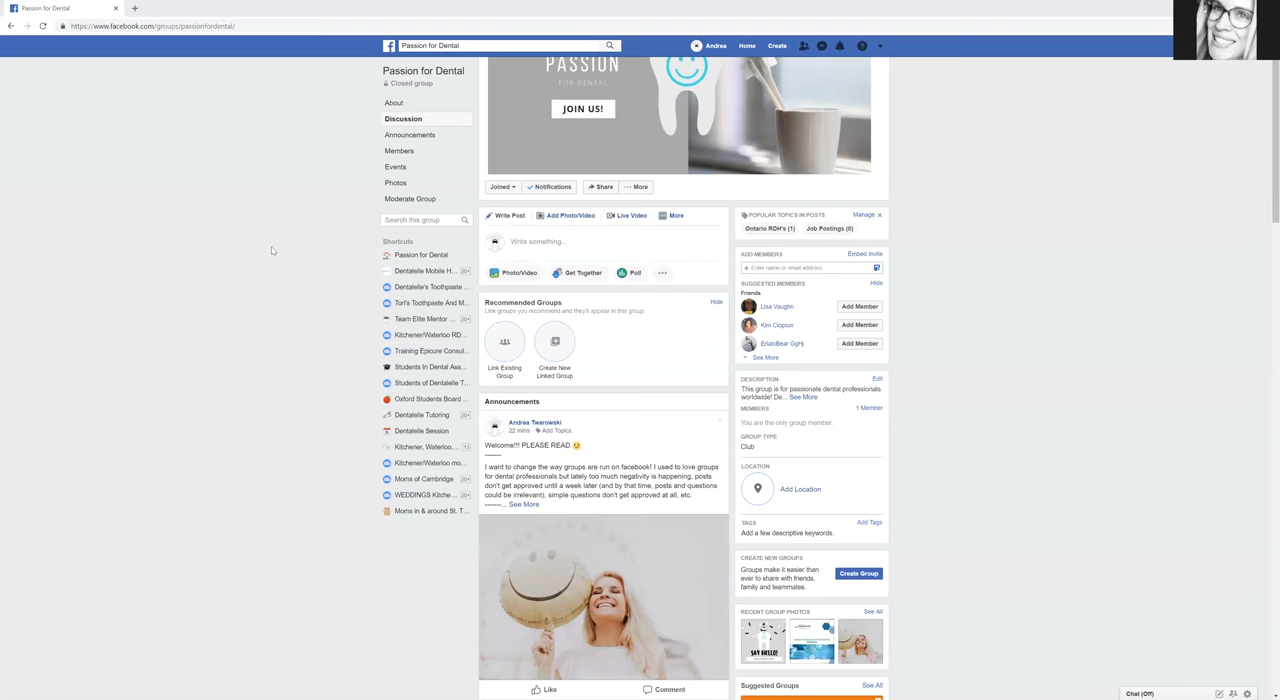 Passion for Dental
https://www.facebook.com/groups/passionfordental/
Passion for Dental
Andrea
Home
Create
Passion for Dental
Closed group
About
Discussion
Announcements
Members
Events
Photos
Moderate Group
Search this group
Shortcuts
Passion for Dental
Dentalelle Mobile H... 20+
Dentalelle's Toothpaste ...
Tori's Toothpaste And M...
Team Elite Mentor ... 20+
Kitchener/Waterloo RD...
Training Epicure Consul...
Students In Dental Ass...
Students of Dentalelle T...
Oxford Students Board ...
Dentalelle Tutoring 20+
Dentalelle Session
Kitchener, Waterloo,... 13
Kitchener/Waterloo mo...
Moms of Cambridge 20+
WEDDINGS Kitche... 20+
Moms in & around St. T...
PASSION
FOR DENTAL
JOIN US!
Joined
Notifications
Share
More
Write Post
Add Photo/Video
Live Video
More
Write something...
Photo/Video
Get Together
Poll
Recommended Groups
Hide
Link groups you recommend and they'll appear in this group.
Link Existing
Group
Create New
Linked Group
Announcements
Andrea Twarowski
22 mins · Add Topics
Welcome!!! PLEASE READ
-------
I want to change the way groups are run on facebook! I used to love groups
for dental professionals but lately too much negativity is happening, posts
don't get approved until a week later (and by that time, posts and questions
could be irrelevant), simple questions don't get approved at all, etc.
-------... See More
Like
Comment
POPULAR TOPICS IN POSTS
Manage
Ontario RDH's (1)
Job Postings (0)
ADD MEMBERS
Embed Invite
+ Enter name or email address...
SUGGESTED MEMBERS
Hide
Friends
Lisa Vaughn
Add Member
Kim Clopton
Add Member
Add Member
See More
DESCRIPTION
Edit
This group is for passionate dental professionals
worldwide! De... See More
MEMBERS
1 Member
You are the only group member.
GROUP TYPE
Club
LOCATION
Add Location
TAGS
Add Tags
Add a few descriptive keywords.
CREATE NEW GROUPS
Groups make it easier than
ever to share with friends,
family and teammates.
Create Group
RECENT GROUP PHOTOS
See All
SAY HELLO!
Suggested Groups
See All
Chat (Off)